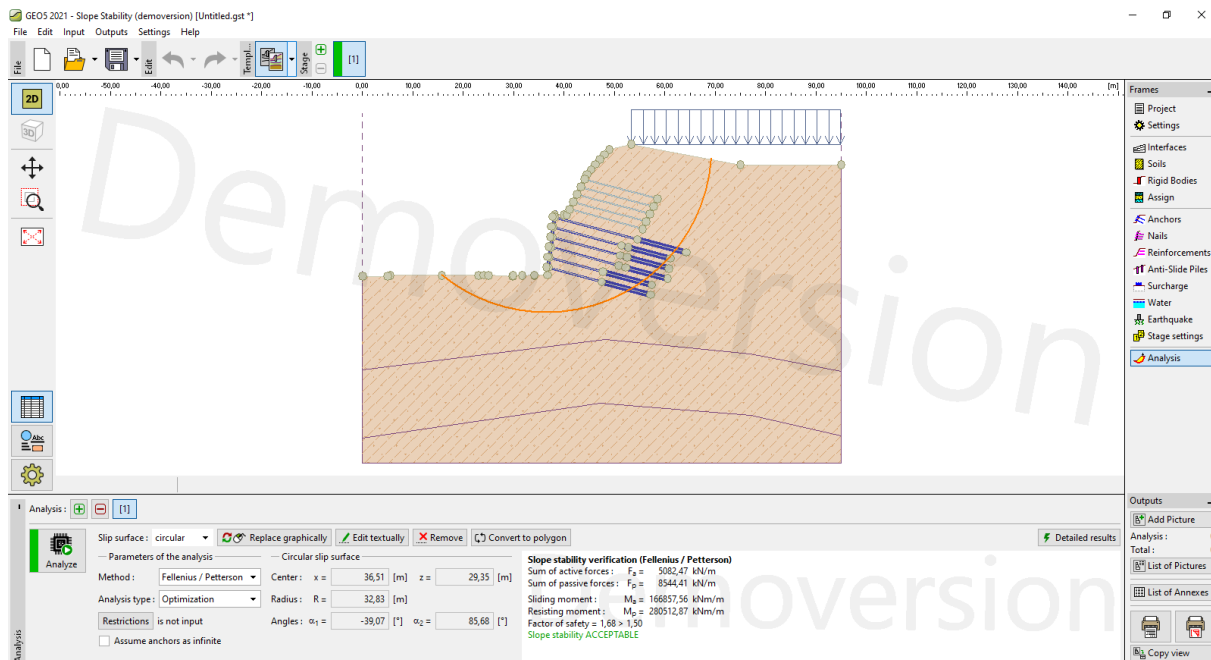 GEO5 2021 - Slope Stability (demoversion) [Untitled.gst *]
File Edit Input Outputs Settings Help
File
Edit
Templ...
Stage
[1]
2D
3D
0,00 -50,00 -40,00 -30,00 -20,00 -10,00 0,00 10,00 20,00 30,00 40,00 50,00 60,00 70,00 80,00 90,00 100,00 110,00 120,00 130,00 140,00 [m]
Demoversion
Frames
Project
Settings
Interfaces
Soils
Rigid Bodies
Assign
Anchors
Nails
Reinforcements
Anti-Slide Piles
Surcharge
Water
Earthquake
Stage settings
Analysis
Abc
Analysis : [1]
Analyze
Slip surface : circular Replace graphically Edit textually Remove Convert to polygon Detailed results
Parameters of the analysis
Method : Fellenius / Petterson
Analysis type : Optimization
Restrictions is not input
Assume anchors as infinite
Circular slip surface
Center : x = 36,51 [m] z = 29,35 [m]
Radius : R = 32,83 [m]
Angles : α1 = -39,07 [°] α2 = 85,68 [°]
Slope stability verification (Fellenius / Petterson)
Sum of active forces : Fa = 5082,47 kN/m
Sum of passive forces : Fp = 8544,41 kN/m
Sliding moment : Ma = 166857,56 kNm/m
Resisting moment : Mp = 280512,87 kNm/m
Factor of safety = 1,68 > 1,50
Slope stability ACCEPTABLE
Demoversion
Analysis
Outputs
Add Picture
Analysis :
Total :
List of Pictures
List of Annexes
Copy view